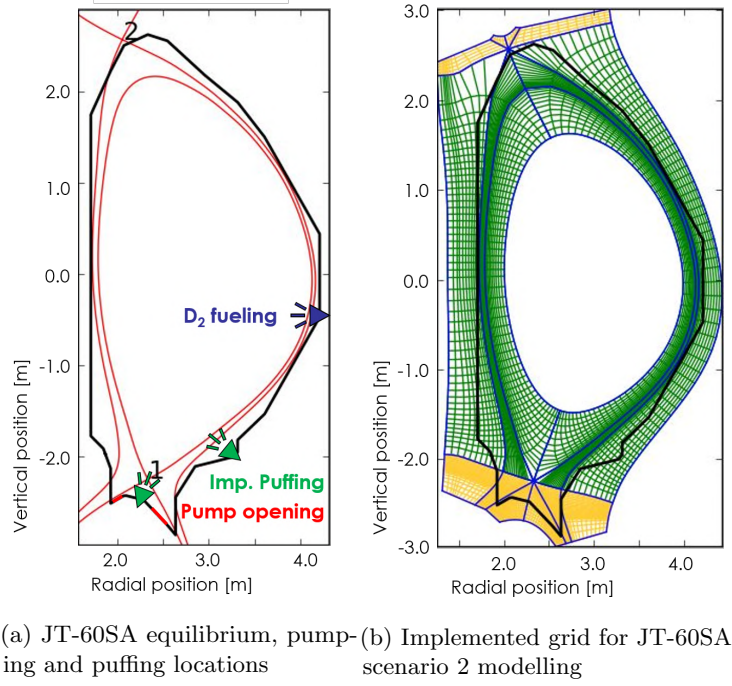 2
2.0
1.0
0.0
-1.0
-2.0
Vertical position [m]
D2 fueling
1
Imp. Puffing
Pump opening
2.0 3.0 4.0
Radial position [m]
3.0
2.0
1.0
0.0
-1.0
-2.0
-3.0
Vertical position [m]
2.0 3.0 4.0
Radial position [m]
(a) JT-60SA equilibrium, pump-
ing and puffing locations
(b) Implemented grid for JT-60SA
scenario 2 modelling